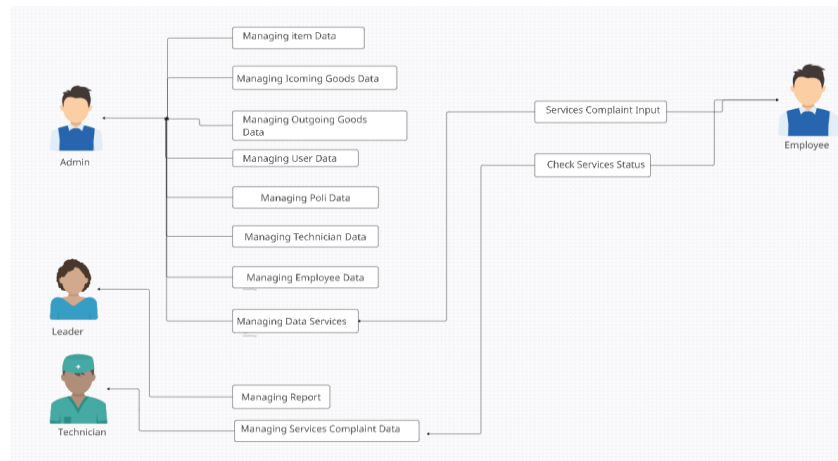 Managing item Data
Managing Icoming Goods Data
Managing Outgoing Goods
Data
Managing User Data
Managing Poli Data
Managing Technician Data
Managing Employee Data
Managing Data Services
Managing Report
Managing Services Complaint Data
Admin
Leader
Technician
Services Complaint Input
Check Services Status
Employee